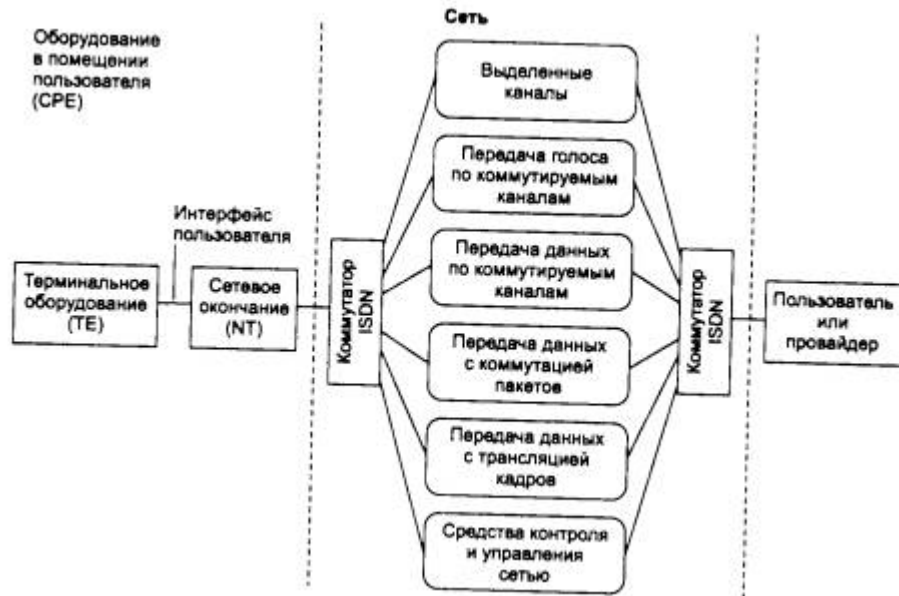 Сеть
Оборудование
в помещении
пользователя
(CPE)
Интерфейс
пользователя
Терминальное
оборудование
(TE)
Сетевое
окончание
(NT)
Коммутатор
ISDN
Выделенные
каналы
Передача голоса
по коммутируемым
каналам
Передача данных
по коммутируемым
каналам
Передача данных
с коммутацией
пакетов
Передача данных
с трансляцией
кадров
Средства контроля
и управления
сетью
Коммутатор
ISDN
Пользователь
или
провайдер